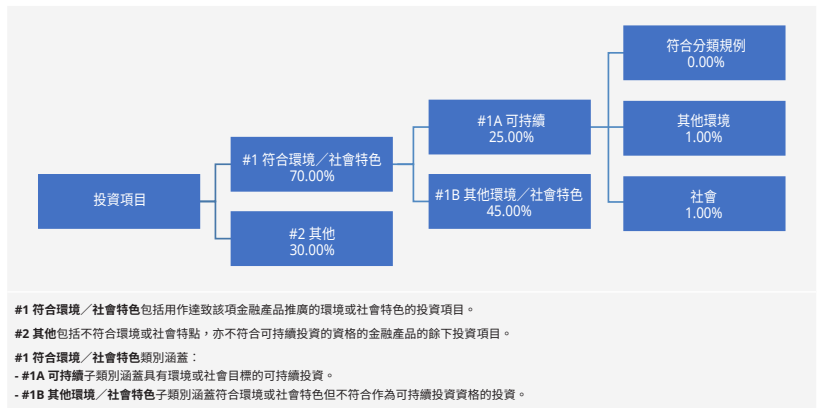 投資項目
#1 符合環境／社會特色
70.00%
#2 其他
30.00%
#1A 可持續
25.00%
#1B 其他環境／社會特色
45.00%
符合分類規例
0.00%
其他環境
1.00%
社會
1.00%
#1 符合環境／社會特色包括用作達致該項金融產品推廣的環境或社會特色的投資項目。
#2 其他包括不符合環境或社會特點，亦不符合可持續投資的資格的金融產品的餘下投資項目。
#1 符合環境／社會特色類別涵蓋：
- #1A 可持續子類別涵蓋具有環境或社會目標的可持續投資。
- #1B 其他環境／社會特色子類別涵蓋符合環境或社會特色但不符合作為可持續投資資格的投資。